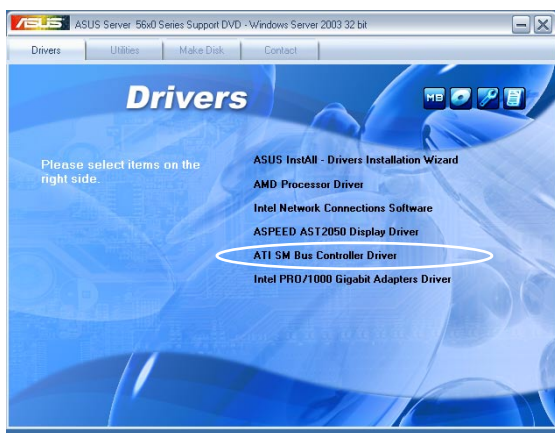 ASUS ASUS Server 56x0 Series Support DVD - Windows Server 2003 32 bit
Drivers Utilities Make Disk Contact
Drivers
MB
Please select items on the
right side.
ASUS InstAll - Drivers Installation Wizard
AMD Processor Driver
Intel Network Connections Software
ASPEED AST2050 Display Driver
ATI SM Bus Controller Driver
Intel PRO/1000 Gigabit Adapters Driver